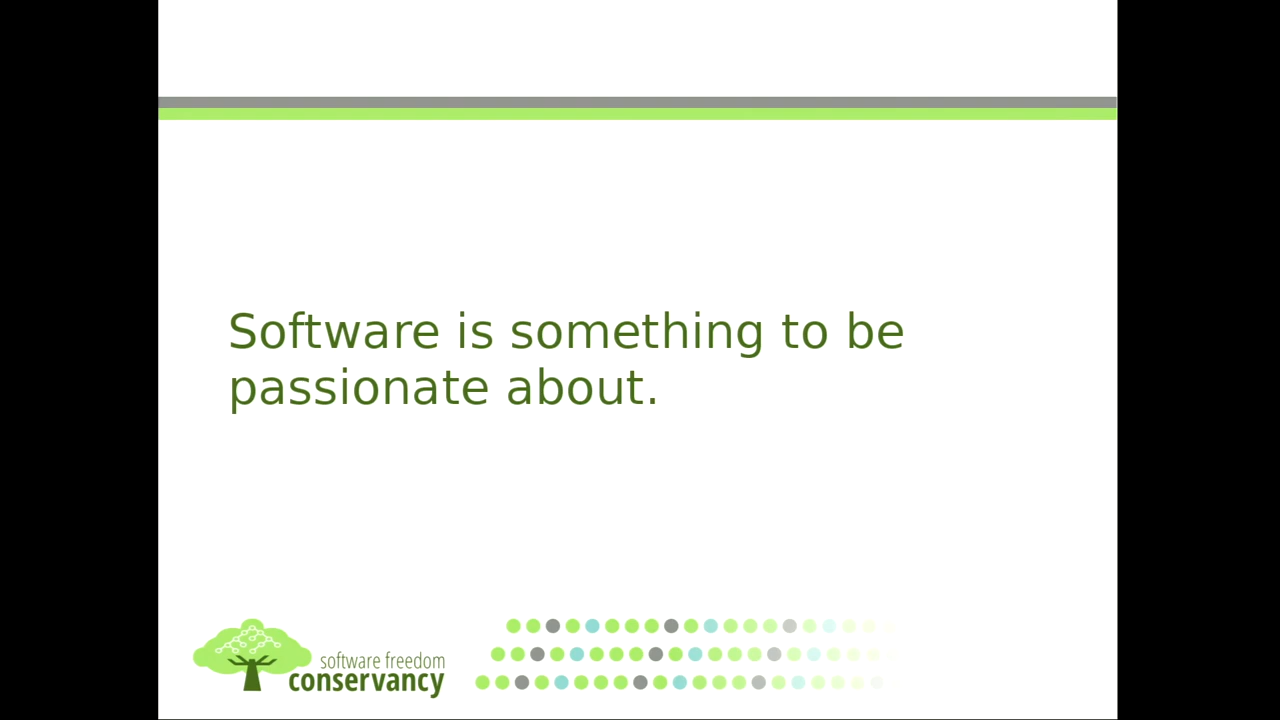 Software is something to be
passionate about.
software freedom
conservancy